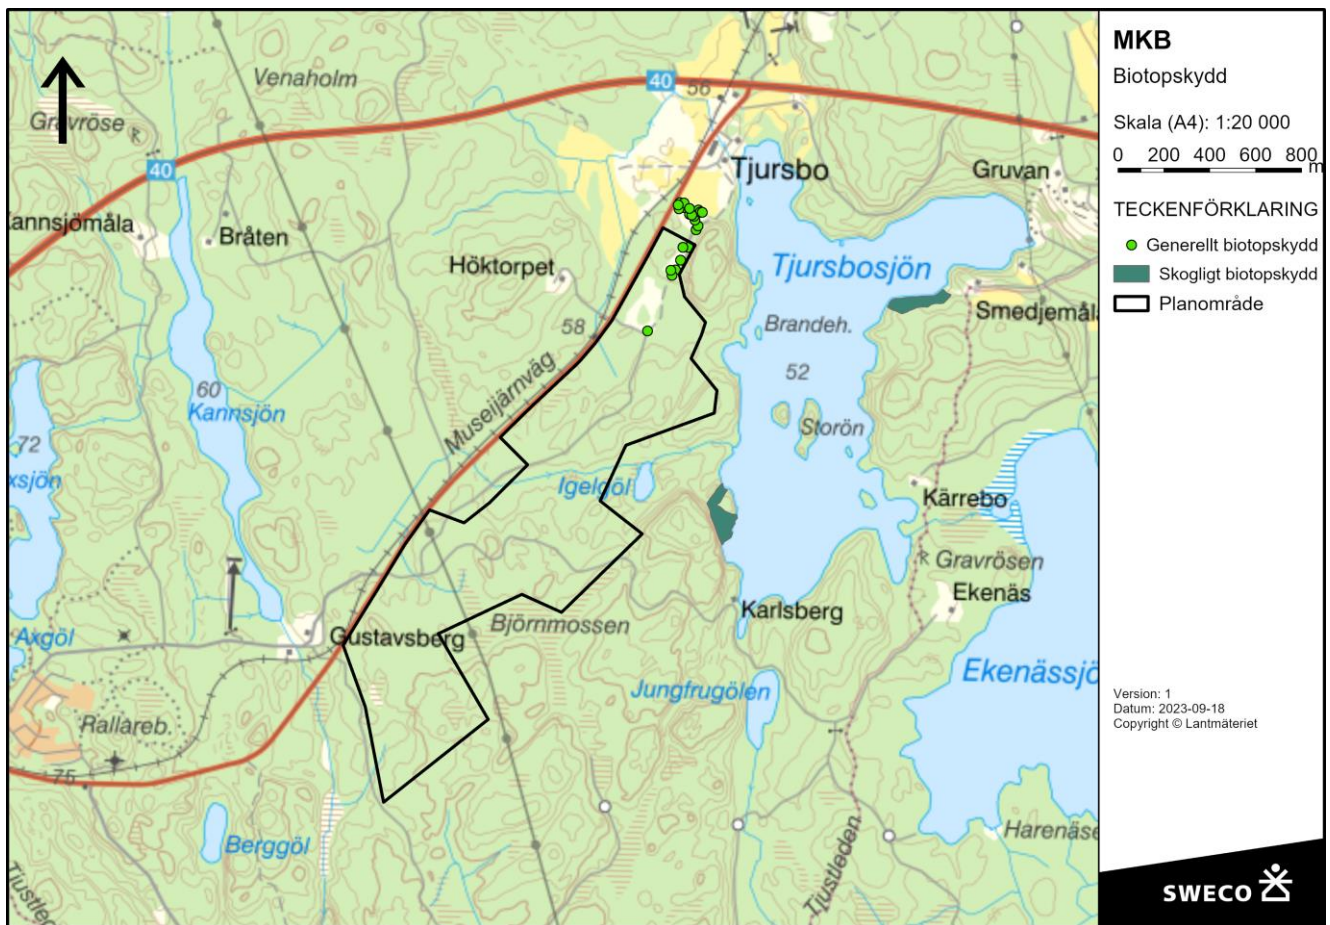 MKB
Biotopskydd
Skala (A4): 1:20 000
0 200 400 600 800
m
TECKENFÖRKLARING
Generellt biotopskydd
Skogligt biotopskydd
Planområde
Version: 1
Datum: 2023-09-18
Copyright © Lantmäteriet
SWECO
Venaholm
40
56
Gravröse R
40
Tjursbo
Gruvan
Kannsjömåla
Bråten
Höktorpet
Tjursbosjön
Smedjemåla
58
Brandeh.
60
Kannsjön
52
Museijärnväg
72
xsjön
Storön
Igelgöl
Kärrebo
R Gravrösen
Ekenäs
Karlsberg
Axgöl
Gustavsberg
Björnmossen
Ekenässjö
Jungfrugölen
Rallareb.
75
Berggöl
Harenäse
Tjustleden
Tjustleden